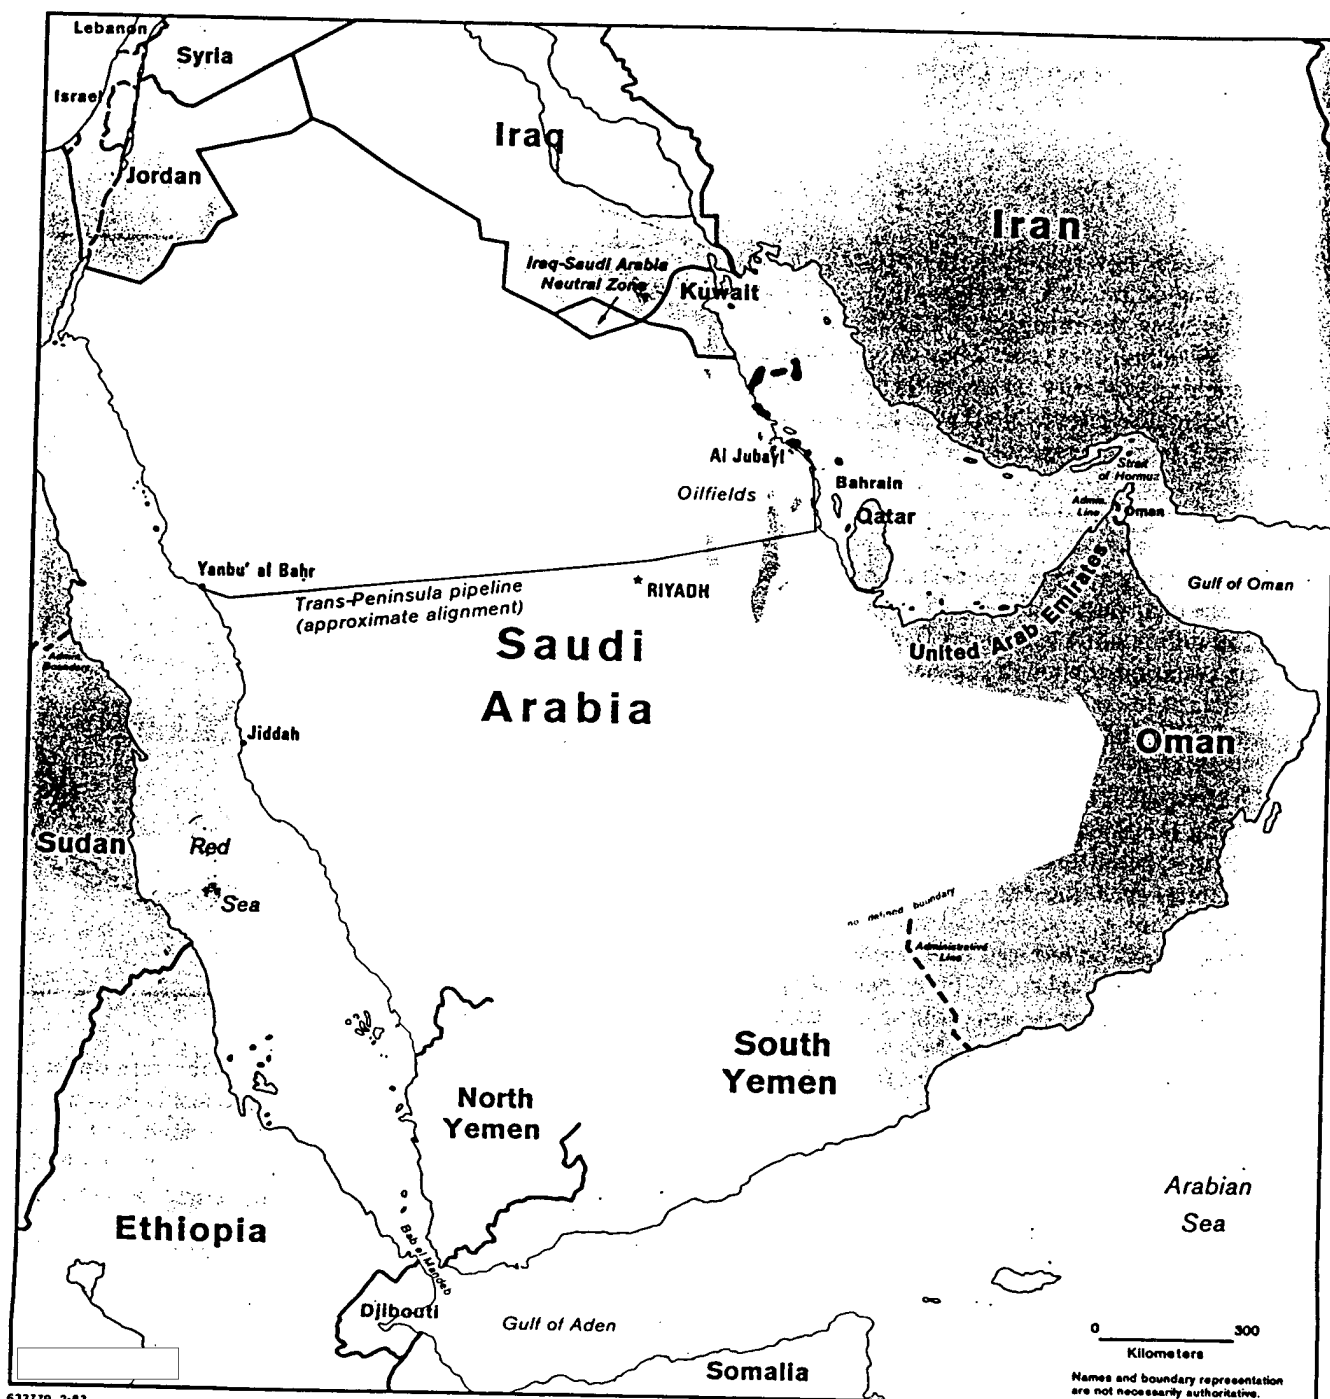 Lebanon
Syria
Israel
Iraq
Jordan
Iran
Iraq-Saudi Arabia
Neutral Zone
Kuwait
Al Jubayl
Strait
of Hormuz
Bahrain
Oilfields
Admin.
Line
Oman
Qatar
Yanbu' al Baḥr
Gulf of Oman
Trans-Peninsula pipeline
(approximate alignment)
RIYADH
United Arab Emirates
Saudi
Arabia
Admin.
Boundary
Jiddah
Oman
Sudan
Red
Sea
no defined boundary
Administrative
Line
South
Yemen
North
Yemen
Arabian
Sea
Ethiopia
Bab el Mandeb
Djibouti
Gulf of Aden
Somalia
0 300
Kilometers
Names and boundary representation
are not necessarily authoritative.